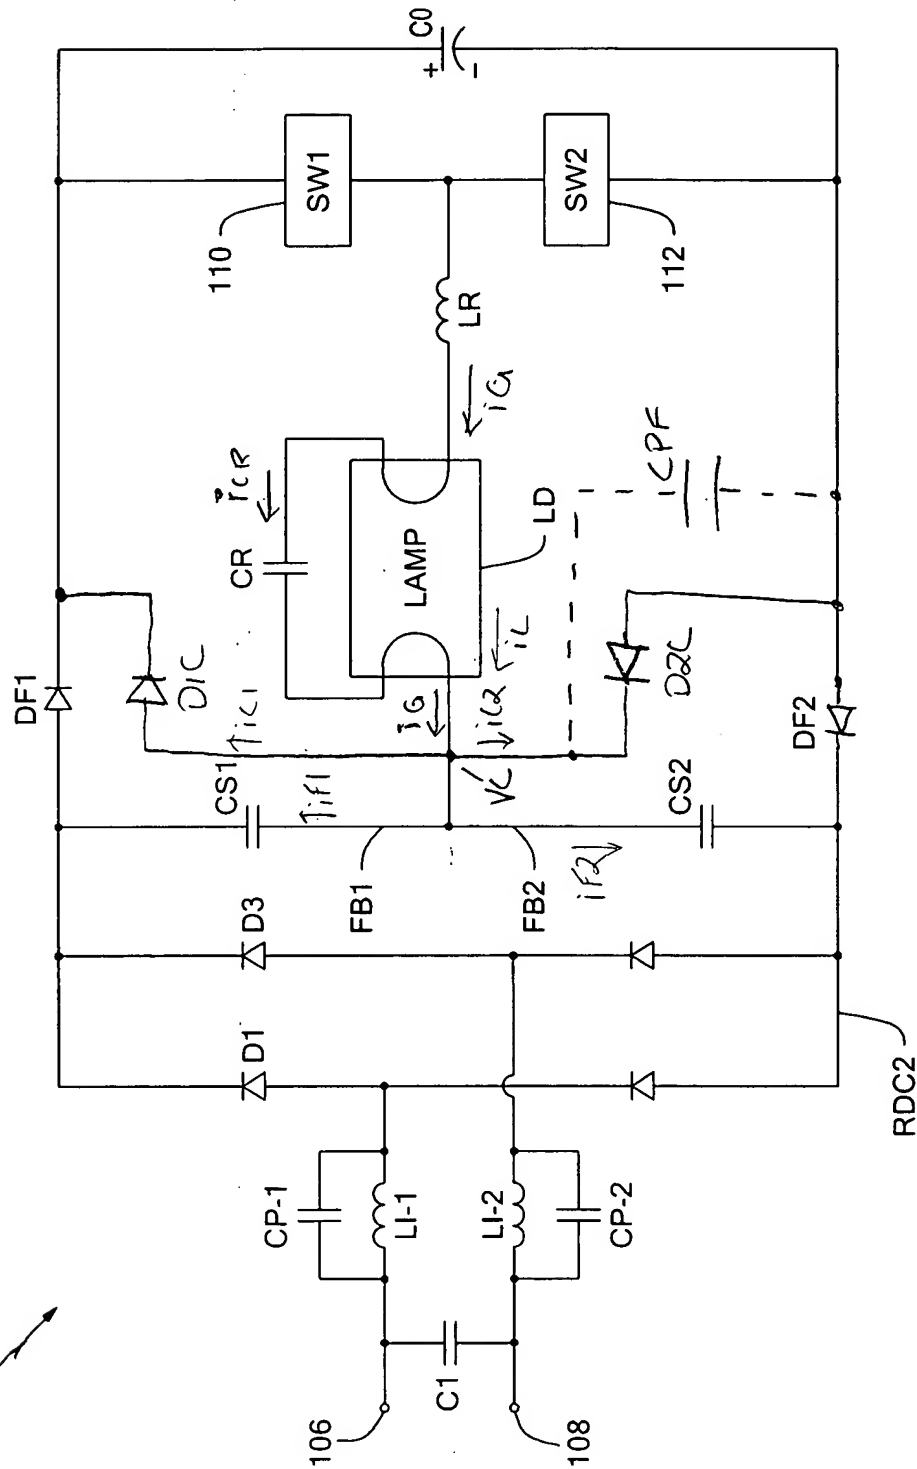 C0
+
-
SW1
110
SW2
112
LR
iG
iCR
CR
LAMP
LD
CPF
iL
DF1
D1C
iC1
iG
iC2
VC
D2C
DF2
CS1
iF1
CS2
iF2
FB1
FB2
D3
D1
RDC2
CP-1
LI-1
LI-2
CP-2
C1
106
108